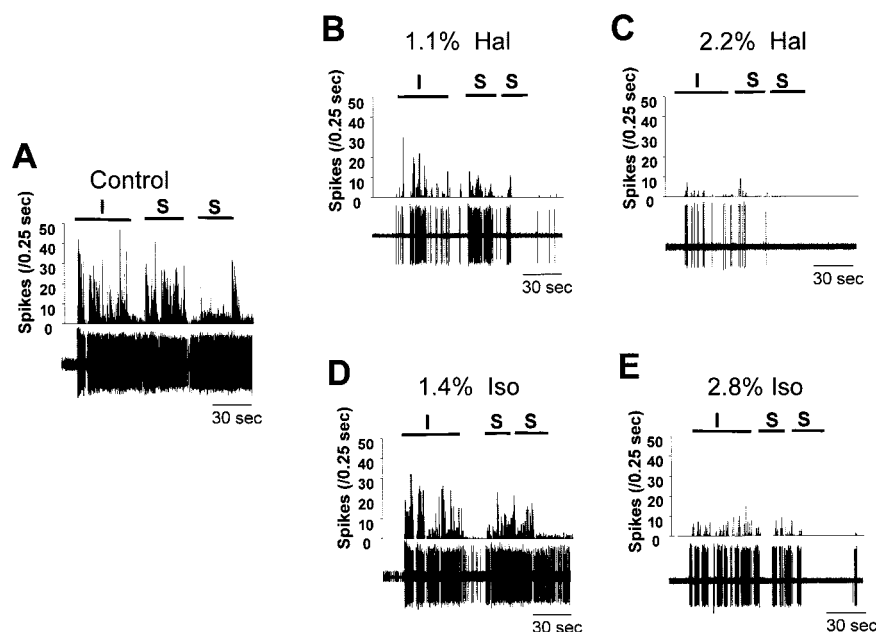 A
Control
I S S
Spikes (/0.25 sec)
50
40
30
20
10
0
30 sec
B
1.1% Hal
I S S
Spikes (/0.25 sec)
50
40
30
20
10
0
30 sec
C
2.2% Hal
I S S
Spikes (/0.25 sec)
50
40
30
20
10
0
30 sec
D
1.4% Iso
I S S
Spikes (/0.25 sec)
50
40
30
20
10
0
30 sec
E
2.8% Iso
I S S
Spikes (/0.25 sec)
50
40
30
20
10
0
30 sec